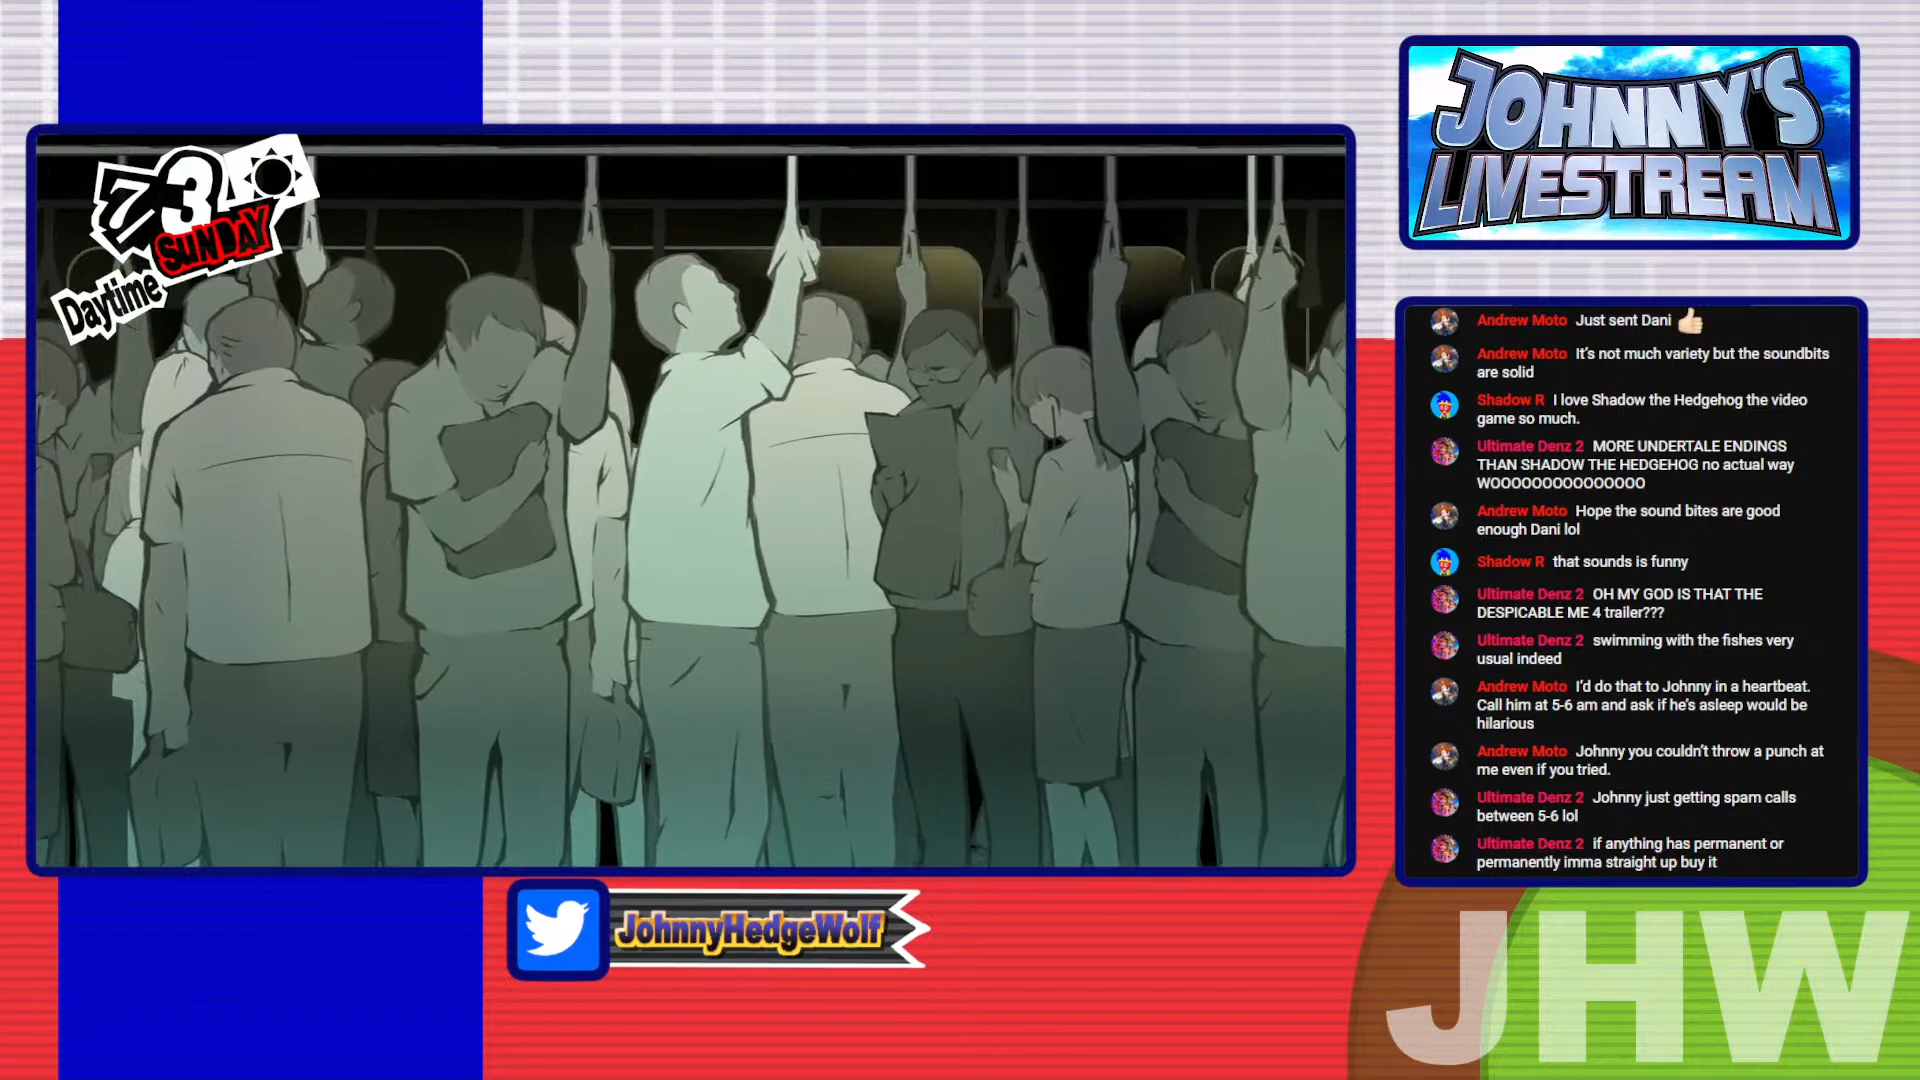 7/3
SUNDAY
Daytime
JOHNNY'S
LIVESTREAM
Andrew Moto Just sent Dani 👍🏻
Andrew Moto It's not much variety but the soundbits
are solid
Shadow R I love Shadow the Hedgehog the video
game so much.
Ultimate Denz 2 MORE UNDERTALE ENDINGS
THAN SHADOW THE HEDGEHOG no actual way
WOOOOOOOOOOOOOOO
Andrew Moto Hope the sound bites are good
enough Dani lol
Shadow R that sounds is funny
Ultimate Denz 2 OH MY GOD IS THAT THE
DESPICABLE ME 4 trailer???
Ultimate Denz 2 swimming with the fishes very
usual indeed
Andrew Moto I'd do that to Johnny in a heartbeat.
Call him at 5-6 am and ask if he's asleep would be
hilarious
Andrew Moto Johnny you couldn't throw a punch at
me even if you tried.
Ultimate Denz 2 Johnny just getting spam calls
between 5-6 lol
Ultimate Denz 2 if anything has permanent or
permanently imma straight up buy it
JohnnyHedgeWolf
JHW